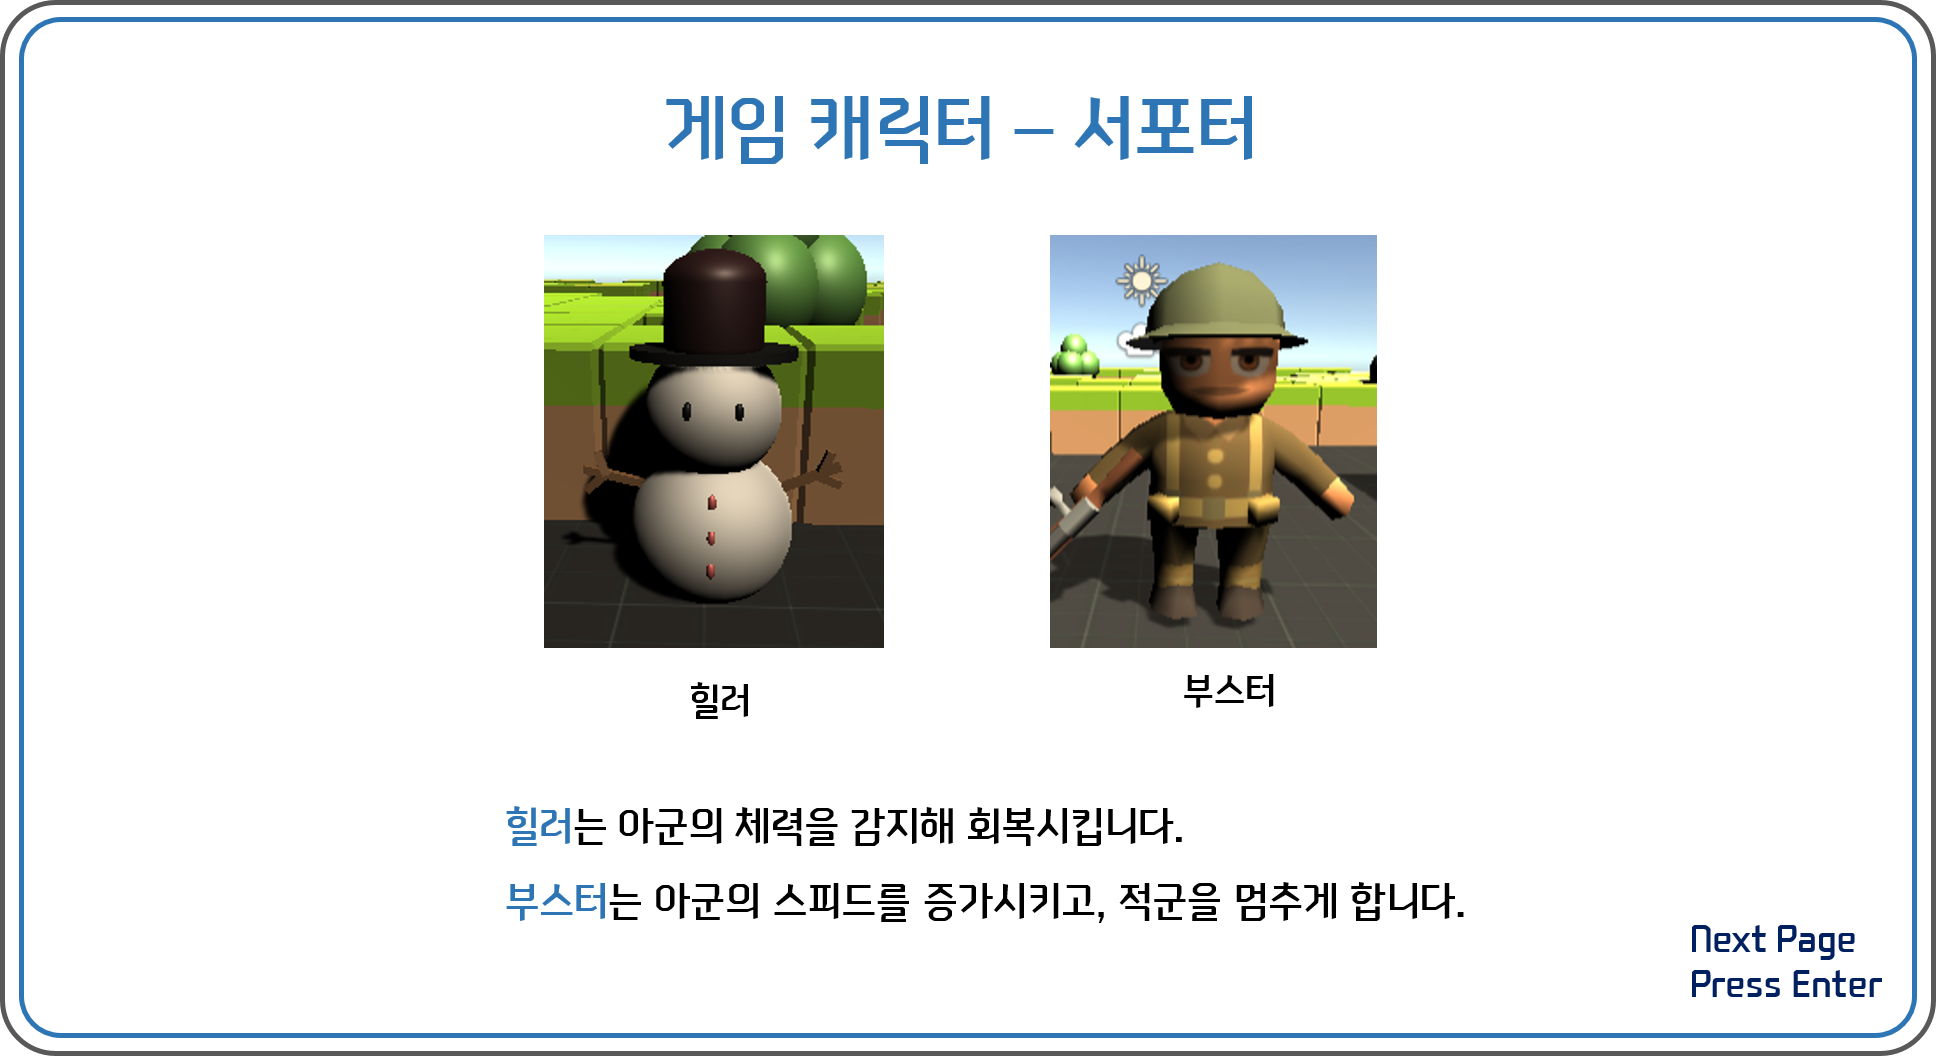 게임 캐릭터 – 서포터
힐러
부스터
힐러는 아군의 체력을 감지해 회복시킵니다.
부스터는 아군의 스피드를 증가시키고, 적군을 멈추게 합니다.
Next Page
Press Enter